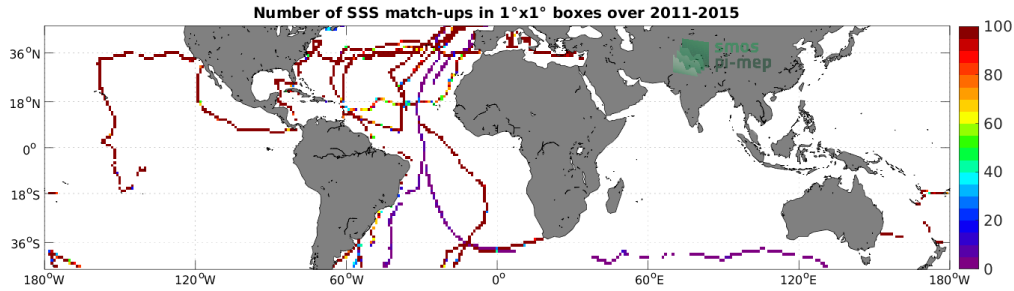 Number of SSS match-ups in 1°x1° boxes over 2011-2015
smos
pi-mep
36°N
18°N
0°
18°S
36°S
180°W
120°W
60°W
0°
60°E
120°E
180°W
100
80
60
40
20
0